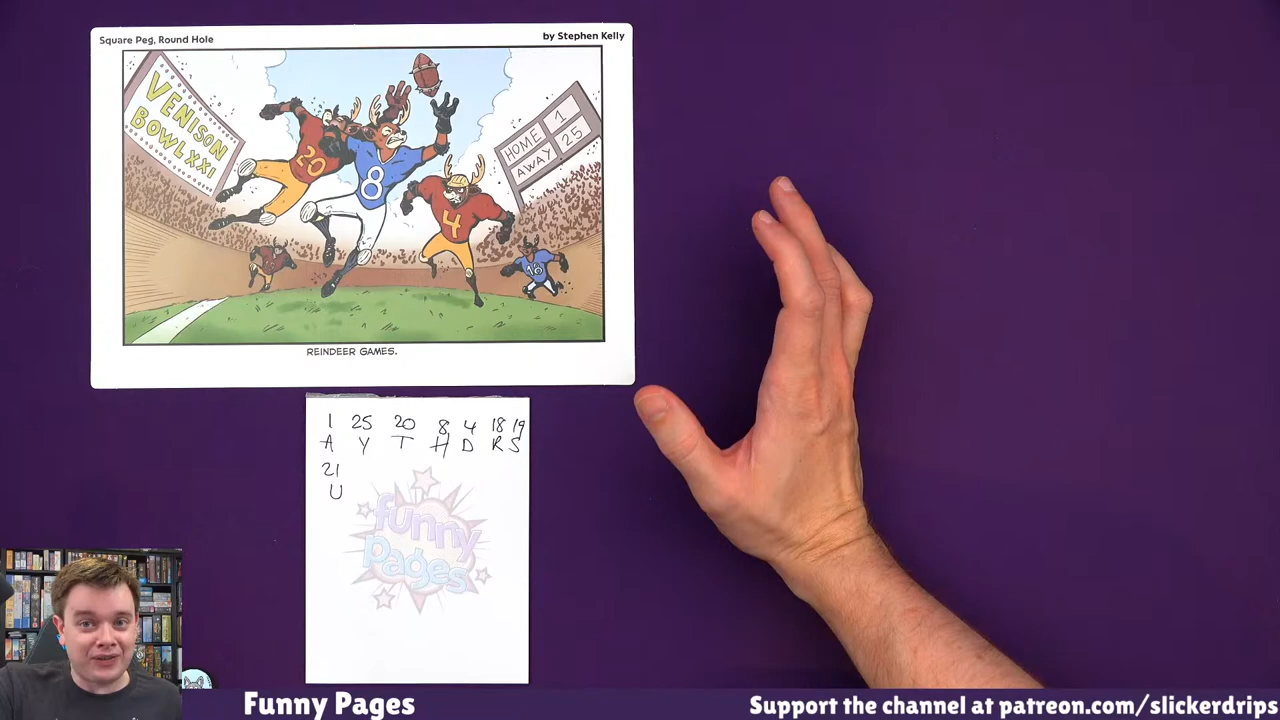 Square Peg, Round Hole
by Stephen Kelly
VENISON
BOWL XXI
HOME 1
AWAY 25
20
8
4
18
REINDEER GAMES.
1 25 20 8 4 18 19
A Y T H D R S
21
U
funny
pages
Funny Pages
Support the channel at patreon.com/slickerdrips